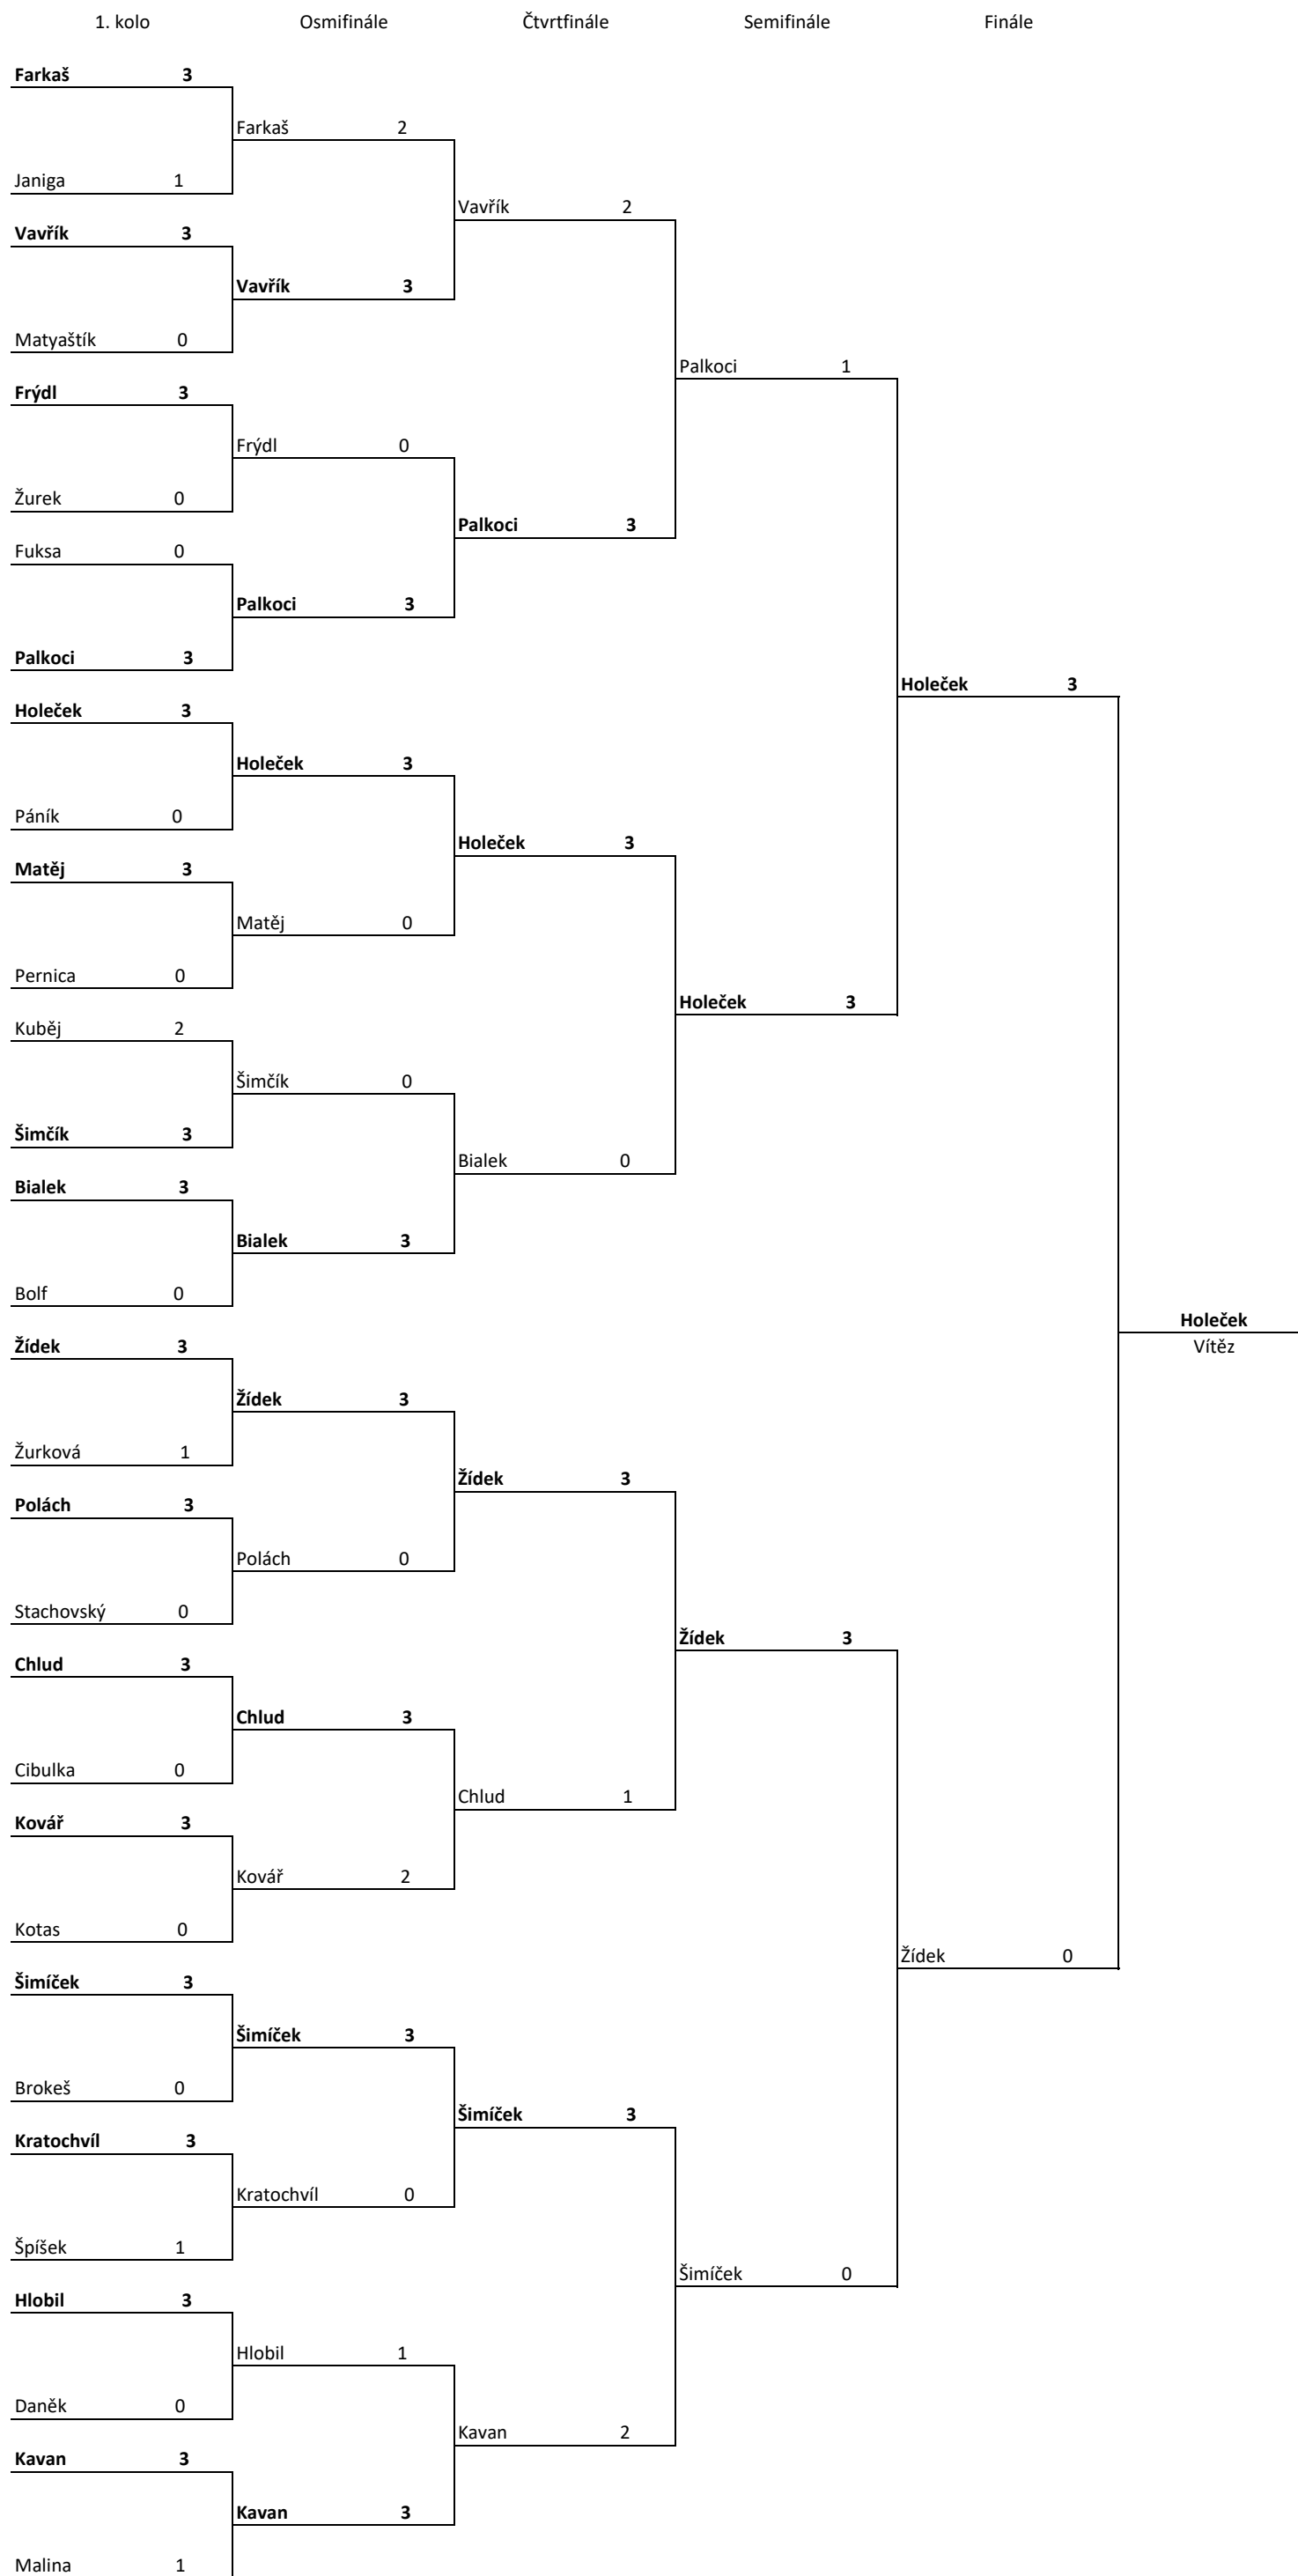 1. kolo Osmifinále Čtvrtfinále Semifinále Finále
Farkaš 3
Farkaš 2
Janiga 1
Vavřík 2
Vavřík 3
Vavřík 3
Matyaštík 0
Palkoci 1
Frýdl 3
Frýdl 0
Žurek 0
Palkoci 3
Fuksa 0
Palkoci 3
Palkoci 3
Holeček 3
Holeček 3
Holeček 3
Páník 0
Holeček 3
Matěj 3
Matěj 0
Pernica 0
Holeček 3
Kuběj 2
Šimčík 0
Šimčík 3
Bialek 0
Bialek 3
Bialek 3
Bolf 0
Holeček
Vítěz
Žídek 3
Žídek 3
Žurková 1
Žídek 3
Polách 3
Polách 0
Stachovský 0
Žídek 3
Chlud 3
Chlud 3
Cibulka 0
Chlud 1
Kovář 3
Kovář 2
Kotas 0
Žídek 0
Šimíček 3
Šimíček 3
Brokeš 0
Šimíček 3
Kratochvíl 3
Kratochvíl 0
Špíšek 1
Šimíček 0
Hlobil 3
Hlobil 1
Daněk 0
Kavan 2
Kavan 3
Kavan 3
Malina 1